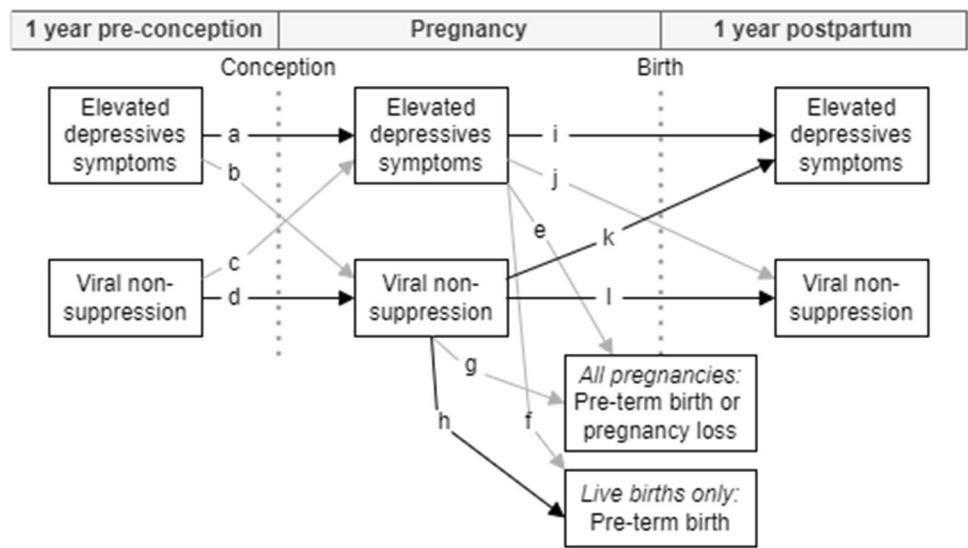 1 year pre-conception Pregnancy 1 year postpartum
Conception Birth
Elevated
depressives
symptoms
a
b
Elevated
depressives
symptoms
i
j
Elevated
depressives
symptoms
e
k
c
d
Viral non-
suppression
Viral non-
suppression
l
Viral non-
suppression
g
h
f
All pregnancies:
Pre-term birth or
pregnancy loss
Live births only:
Pre-term birth